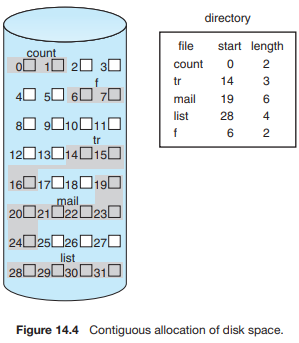 count
0 1 2 3
f
4 5 6 7
8 9 10 11
tr
12 13 14 15
16 17 18 19
mail
20 21 22 23
24 25 26 27
list
28 29 30 31
directory
file start length
count 0 2
tr 14 3
mail 19 6
list 28 4
f 6 2
Figure 14.4 Contiguous allocation of disk space.